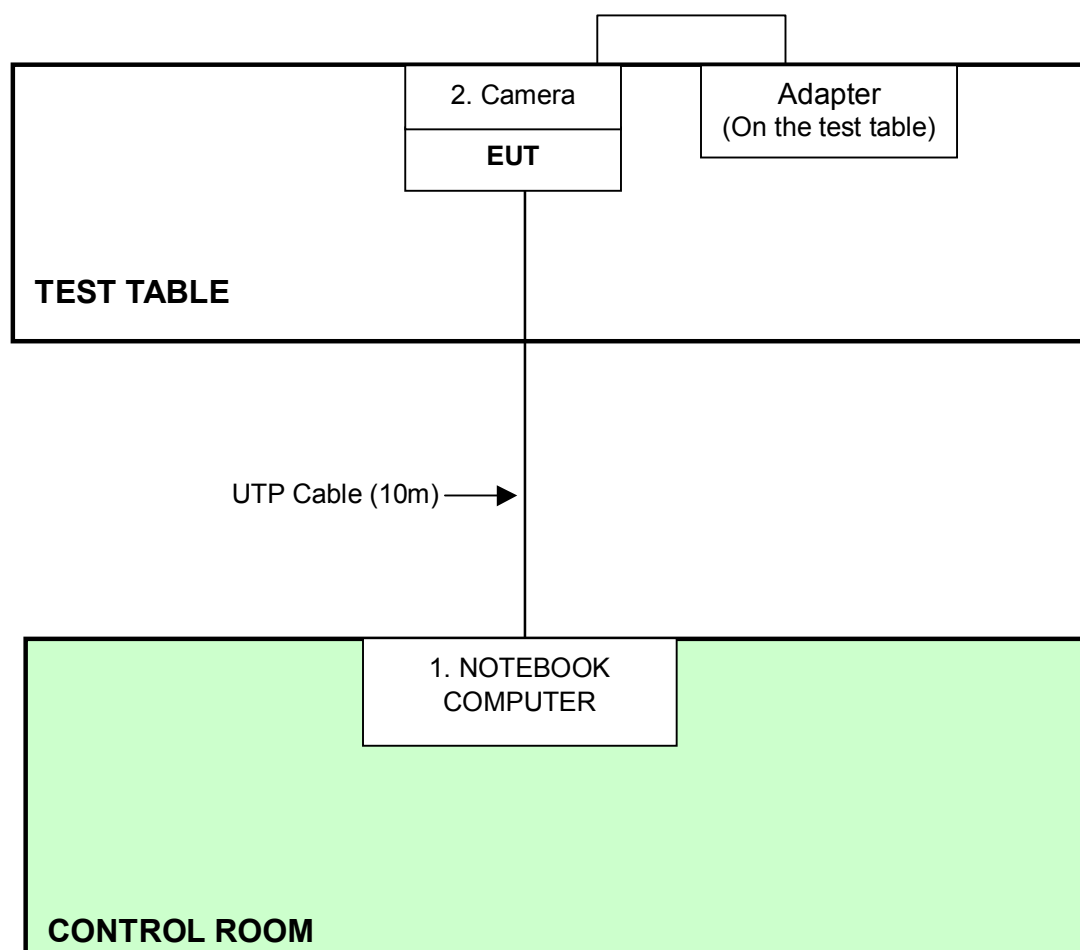 2. Camera
Adapter
(On the test table)
EUT
TEST TABLE
UTP Cable (10m)
1. NOTEBOOK
COMPUTER
CONTROL ROOM